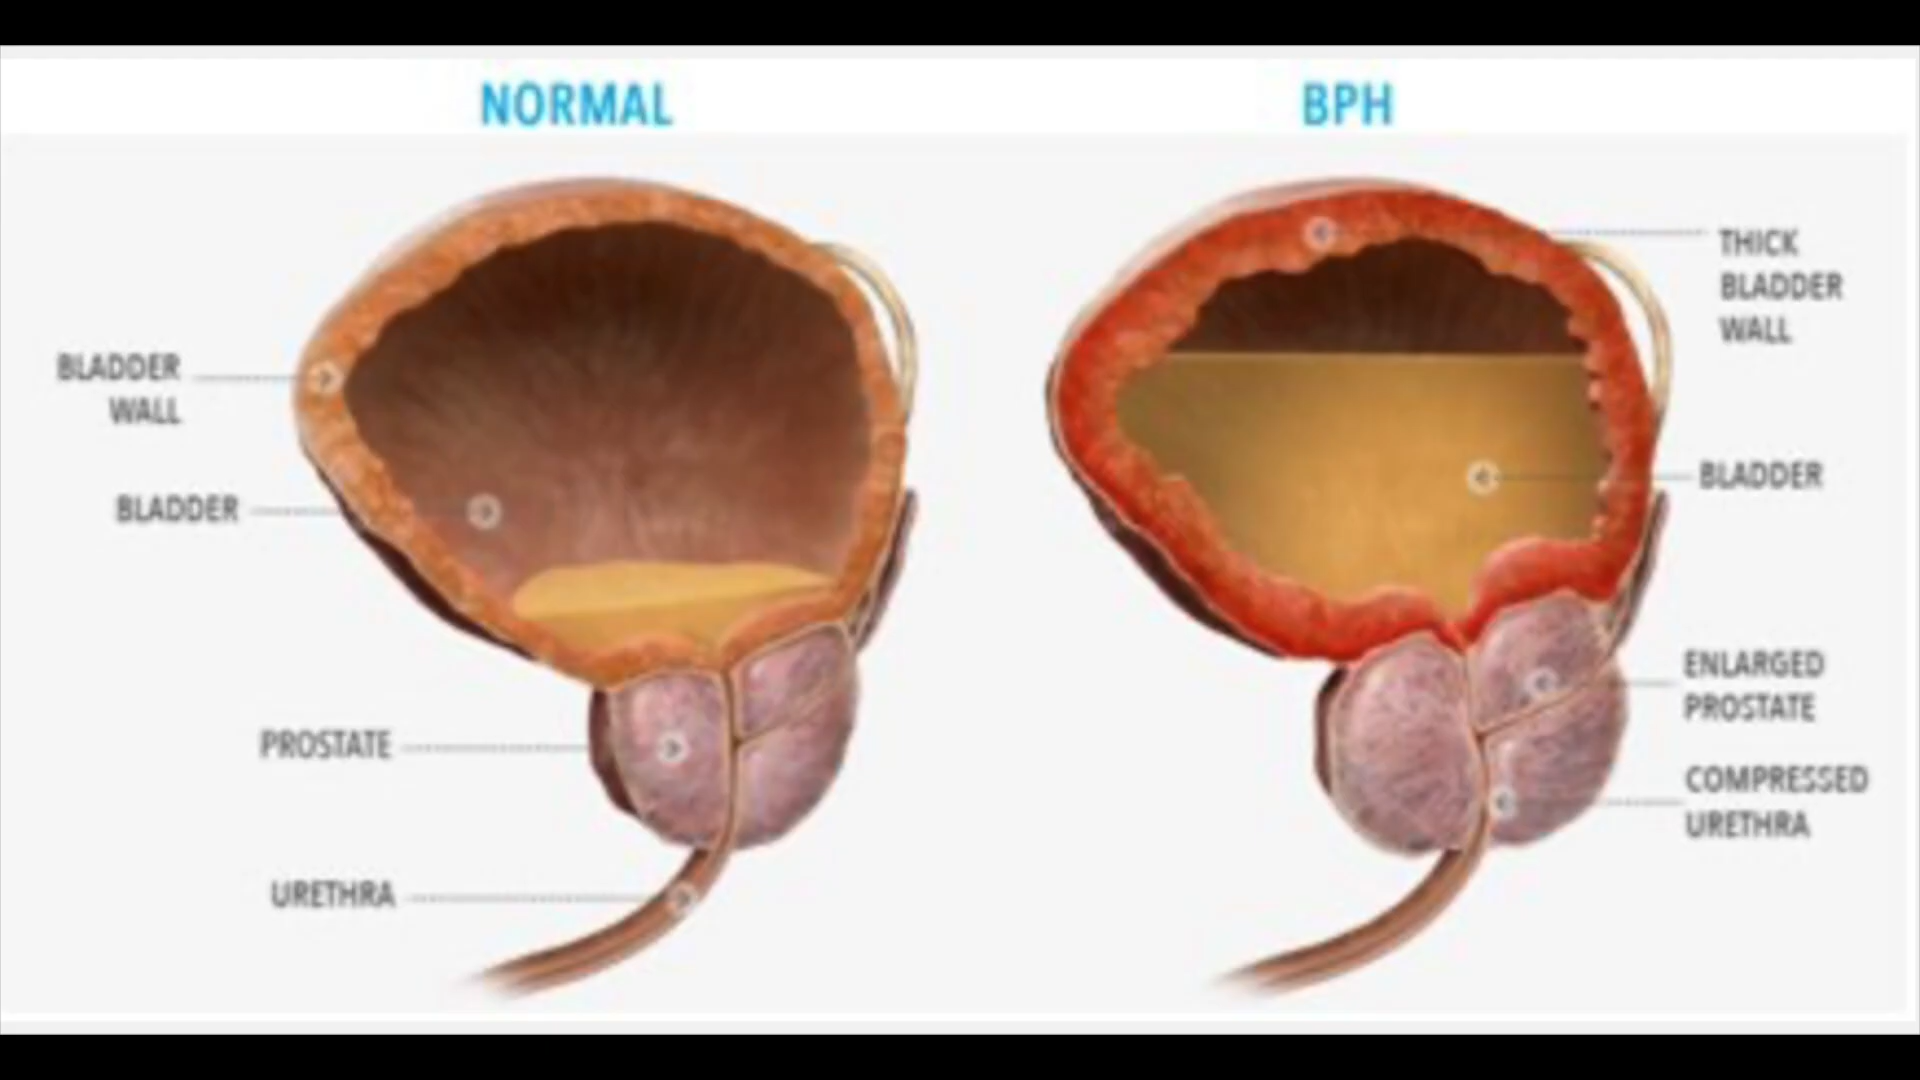 NORMAL
BPH
BLADDER
WALL
BLADDER
PROSTATE
URETHRA
THICK
BLADDER
WALL
BLADDER
ENLARGED
PROSTATE
COMPRESSED
URETHRA